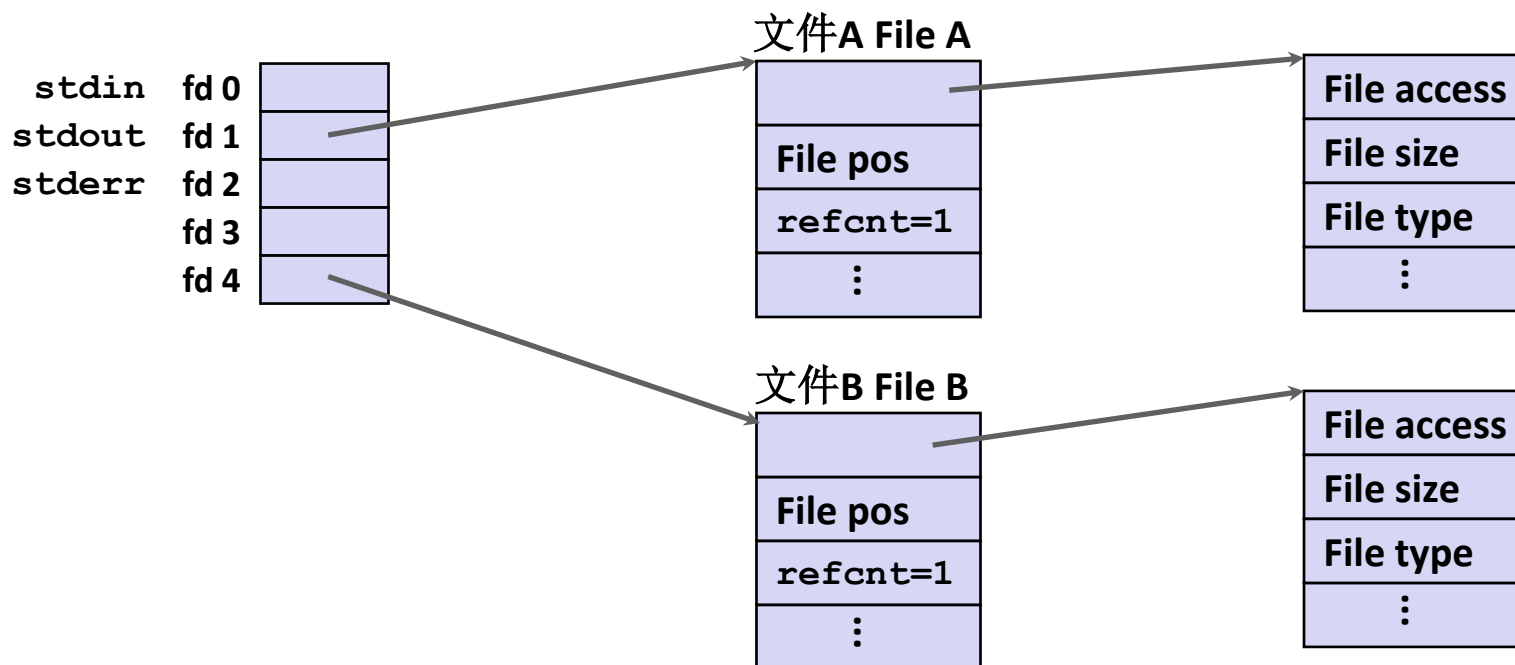 stdin fd 0
stdout fd 1
stderr fd 2
fd 3
fd 4
文件A File A
File pos
refcnt=1
⋮
File access
File size
File type
⋮
文件B File B
File pos
refcnt=1
⋮
File access
File size
File type
⋮